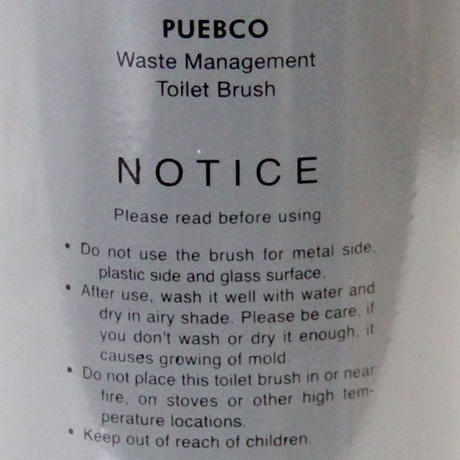 PUEBCO
Waste Management
Toilet Brush
NOTICE
Please read before using
• Do not use the brush for metal side,
plastic side and glass surface.
• After use, wash it well with water and
dry in airy shade. Please be care, if
you don't wash or dry it enough, it
causes growing of mold.
• Do not place this toilet brush in or near
fire, on stoves or other high tem-
perature locations.
• Keep out of reach of children.